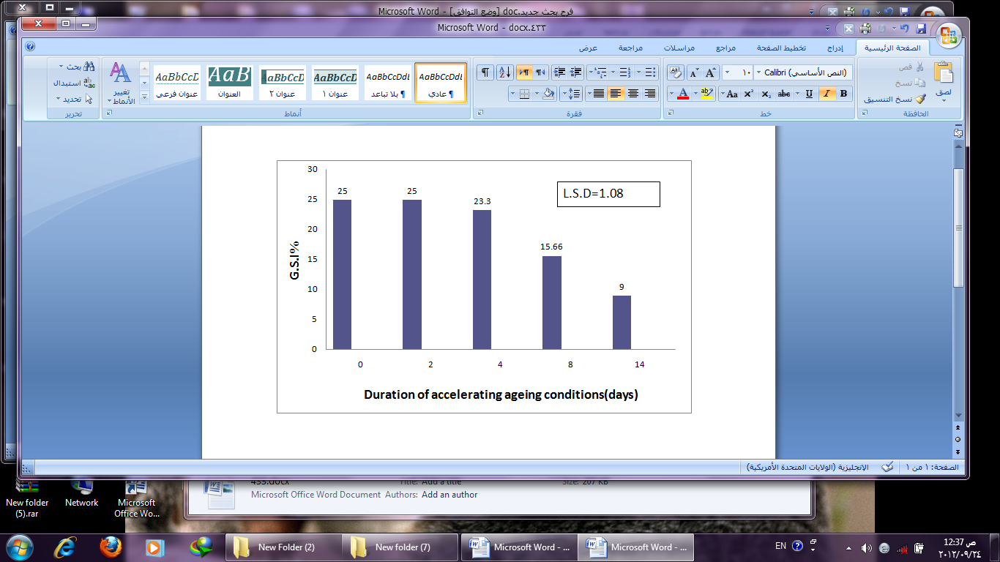 فرح بحث جديد.doc [وضع التوافق] - Microsoft Word
Microsoft Word - docx.٤٣٣
الصفحة الرئيسية إدراج تخطيط الصفحة مراجع مراسلات مراجعة عرض
لصق
قص
نسخ
نسخ التنسيق
الحافظة
Calibri (النص الأساسي) ١٠
B I U abc x₂ x² Aa
خط
فقرة
AaBbCcDdI AaBbCcDdI AaBbCcD AaBbCcD AaB AaBbCcD
¶ عادي ¶ بلا تباعد عنوان ١ عنوان ٢ العنوان عنوان فرعي
تغيير
الأنماط
أنماط
بحث
استبدال
تحديد
تحرير
30
25
20
15
10
5
0
G.S.I%
25 25 23.3 15.66 9
L.S.D=1.08
0 2 4 8 14
Duration of accelerating ageing conditions(days)
الصفحة: ١ من ١ الإنجليزية (الولايات المتحدة الأمريكية)
433.docx Title: Add a title Size: 207 KB
Microsoft Office Word Document Authors: Add an author
New folder
(5).rar
Network
Microsoft
Office Wo...
New Folder (2)
New folder (7)
Microsoft Word - ...
Microsoft Word - ...
EN
12:37 ص
٢٠١٢/٠٩/٢٤